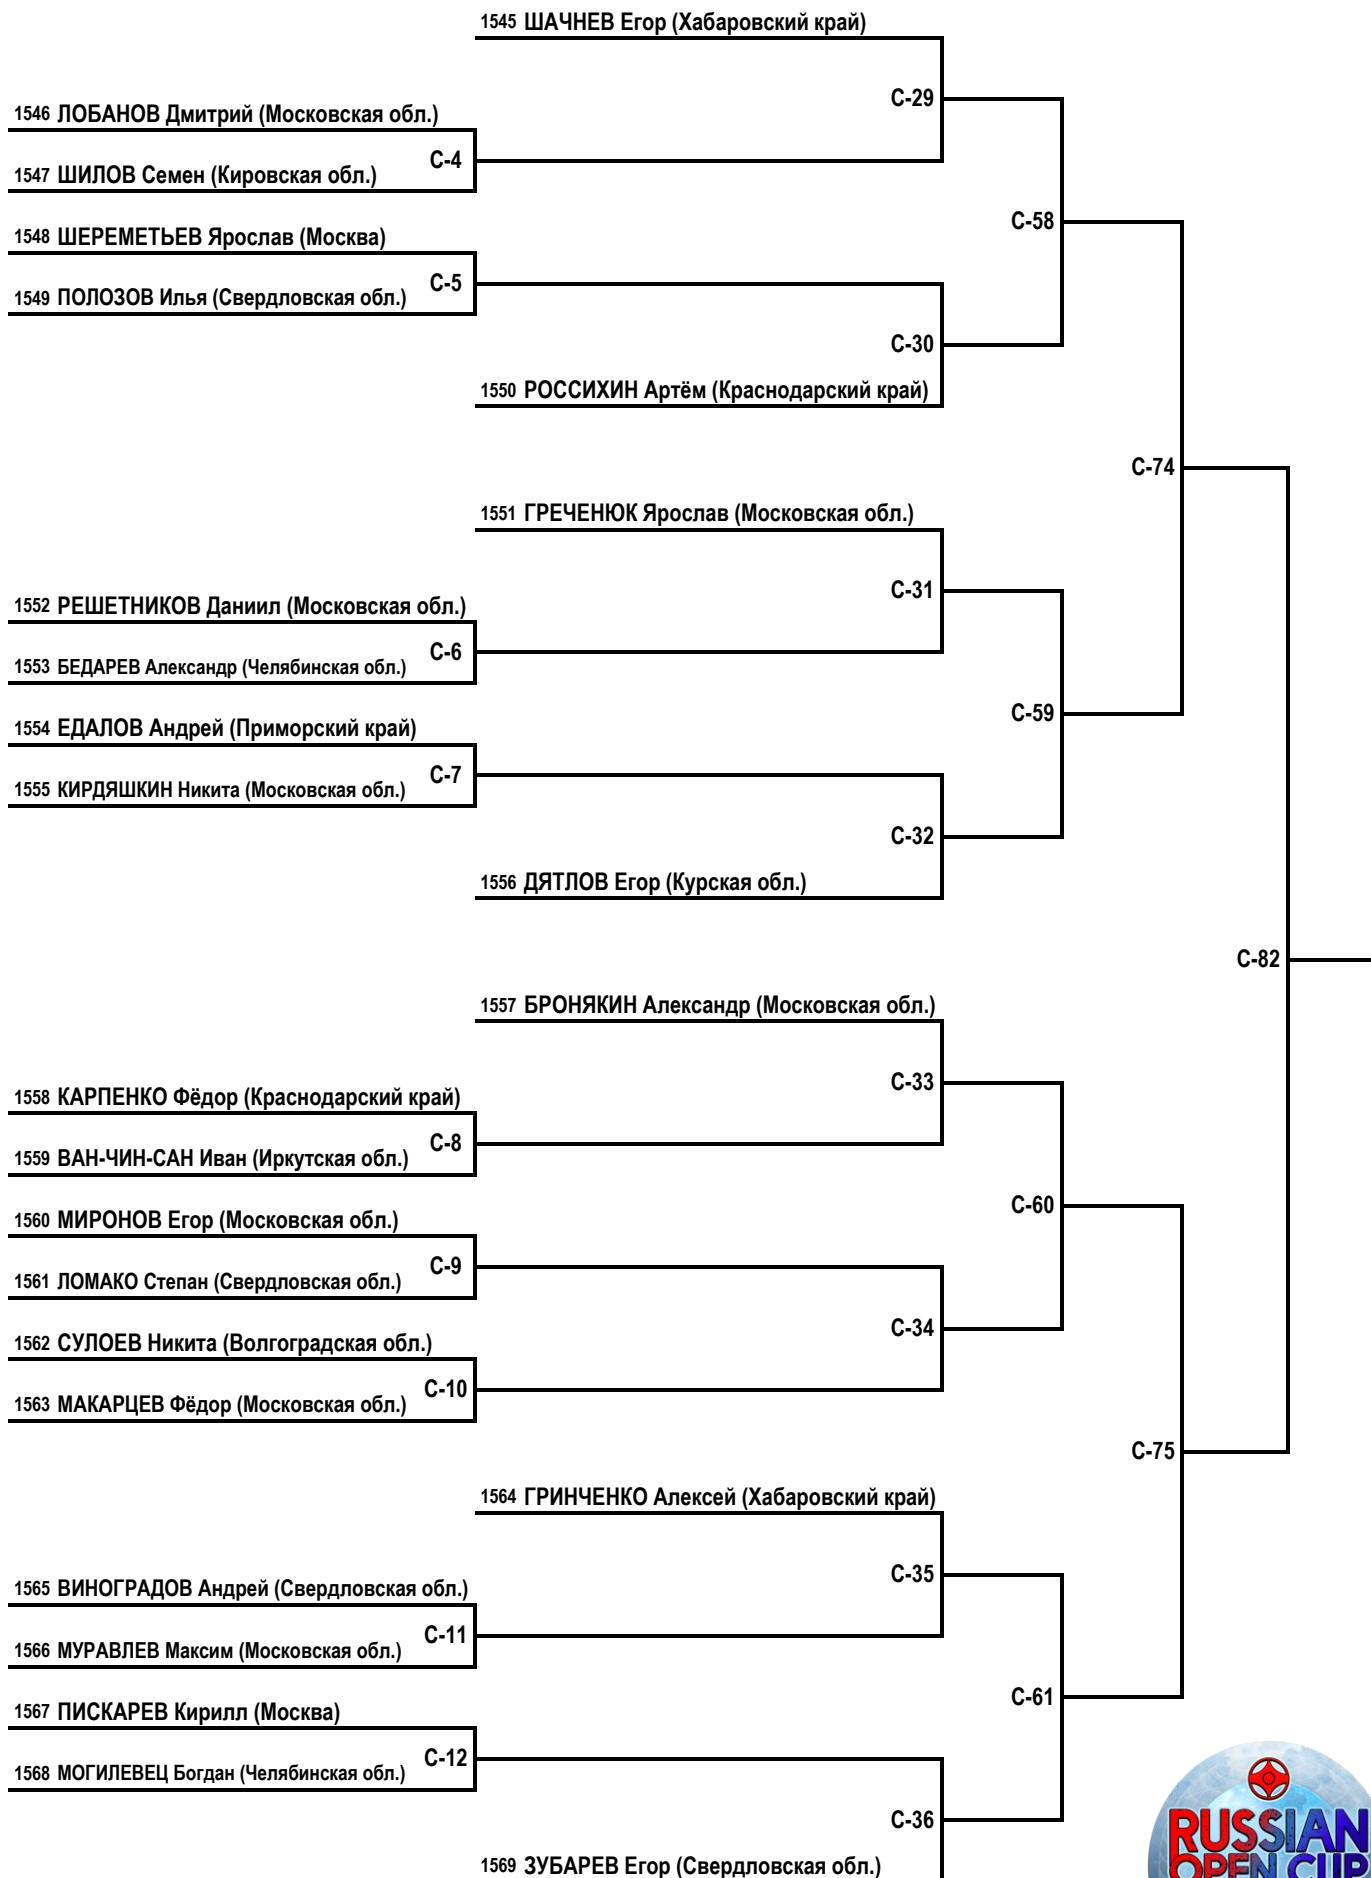 1545 ШАЧНЕВ Егор (Хабаровский край)
С-29
1546 ЛОБАНОВ Дмитрий (Московская обл.)
С-4
1547 ШИЛОВ Семен (Кировская обл.)
С-58
1548 ШЕРЕМЕТЬЕВ Ярослав (Москва)
С-5
1549 ПОЛОЗОВ Илья (Свердловская обл.)
С-30
1550 РОССИХИН Артём (Краснодарский край)
С-74
1551 ГРЕЧЕНЮК Ярослав (Московская обл.)
С-31
1552 РЕШЕТНИКОВ Даниил (Московская обл.)
С-6
1553 БЕДАРЕВ Александр (Челябинская обл.)
С-59
1554 ЕДАЛОВ Андрей (Приморский край)
С-7
1555 КИРДЯШКИН Никита (Московская обл.)
С-32
1556 ДЯТЛОВ Егор (Курская обл.)
С-82
1557 БРОНЯКИН Александр (Московская обл.)
С-33
1558 КАРПЕНКО Фёдор (Краснодарский край)
С-8
1559 ВАН-ЧИН-САН Иван (Иркутская обл.)
С-60
1560 МИРОНОВ Егор (Московская обл.)
С-9
1561 ЛОМАКО Степан (Свердловская обл.)
С-34
1562 СУЛОЕВ Никита (Волгоградская обл.)
С-10
1563 МАКАРЦЕВ Фёдор (Московская обл.)
С-75
1564 ГРИНЧЕНКО Алексей (Хабаровский край)
С-35
1565 ВИНОГРАДОВ Андрей (Свердловская обл.)
С-11
1566 МУРАВЛЕВ Максим (Московская обл.)
С-61
1567 ПИСКАРЕВ Кирилл (Москва)
С-12
1568 МОГИЛЕВЕЦ Богдан (Челябинская обл.)
С-36
1569 ЗУБАРЕВ Егор (Свердловская обл.)
RUSSIAN
OPEN CUP